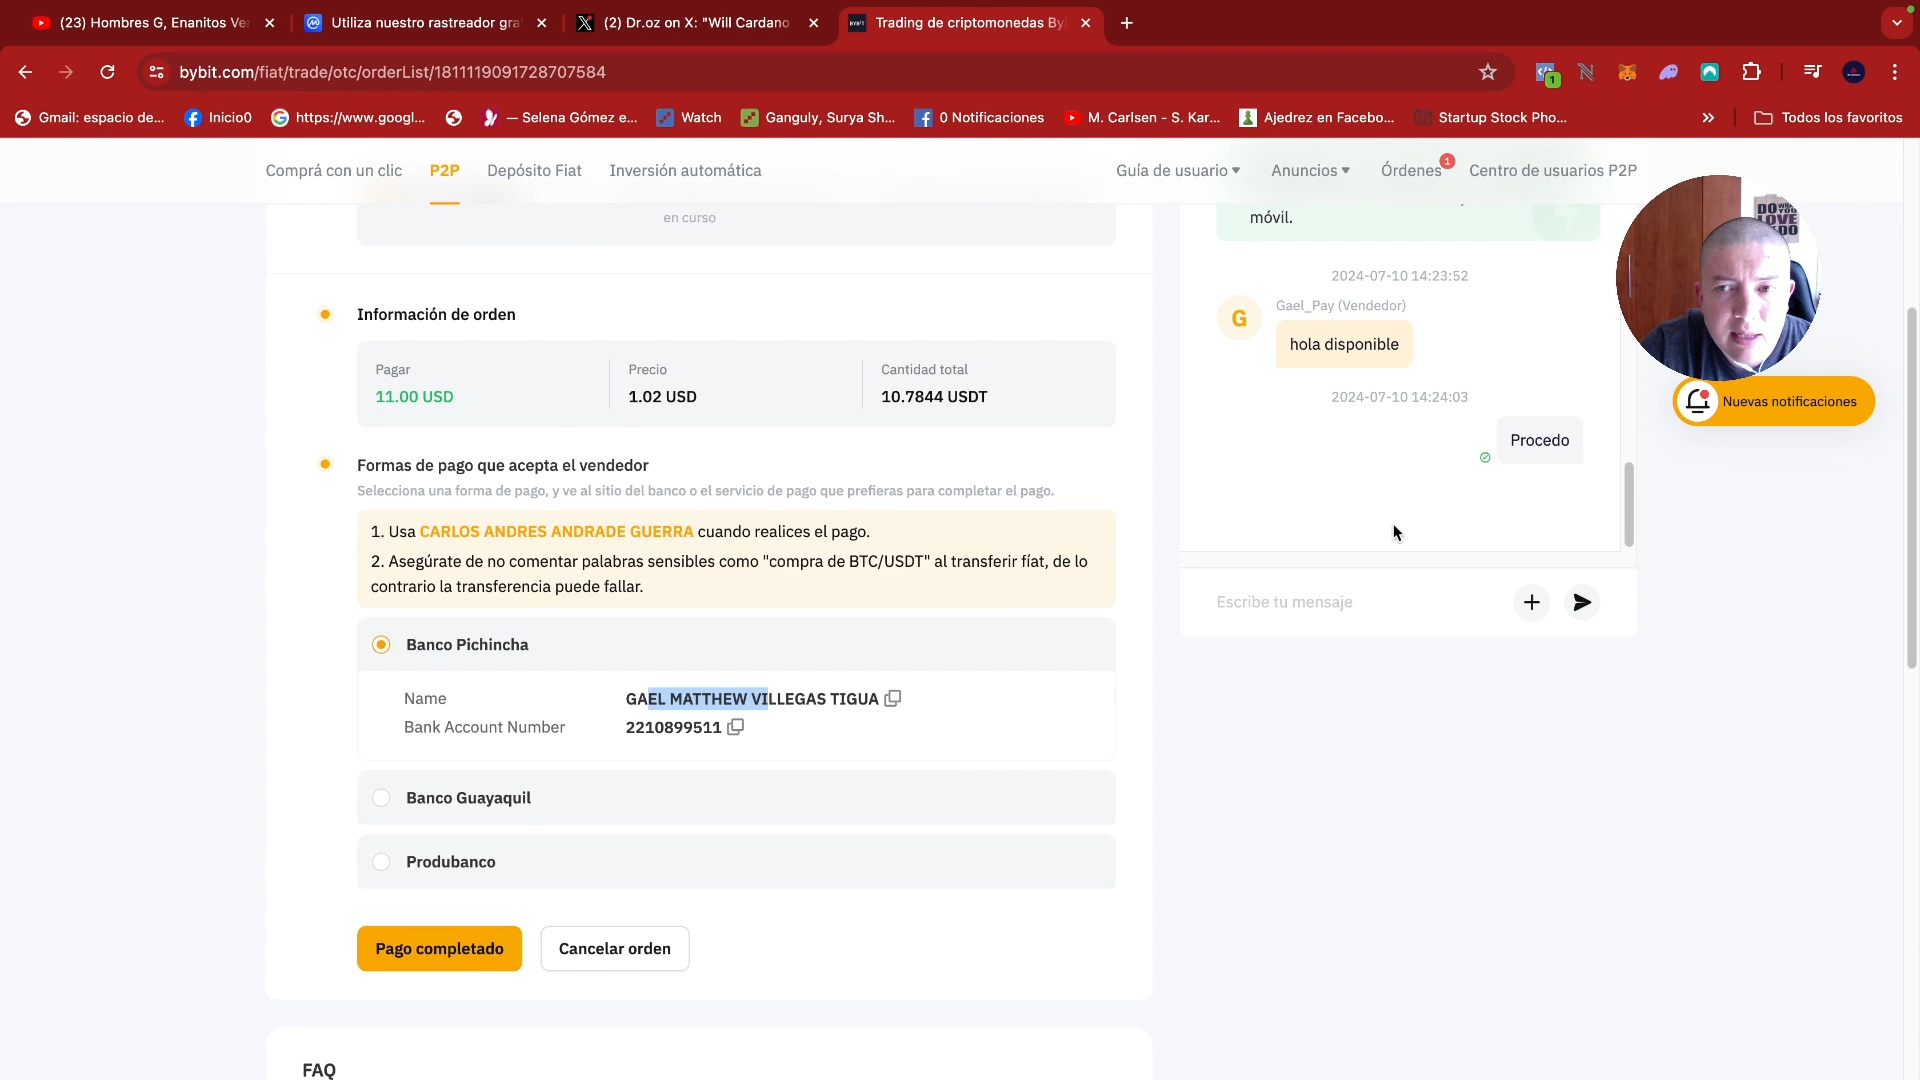 (23) Hombres G, Enanitos Ve
Utiliza nuestro rastreador gra
(2) Dr.oz on X: "Will Cardano
BYBIT
Trading de criptomonedas By
bybit.com/fiat/trade/otc/orderList/1811119091728707584
1
Gmail: espacio de...
Inicio0
https://www.googl...
— Selena Gómez e...
Watch
Ganguly, Surya Sh...
0 Notificaciones
M. Carlsen - S. Kar...
Ajedrez en Facebo...
Startup Stock Pho...
Todos los favoritos
Comprá con un clic
P2P
Depósito Fiat
Inversión automática
Guía de usuario
Anuncios
Órdenes
1
Centro de usuarios P2P
en curso
móvil.
DO WHAT
YOU
LOVE
DO
2024-07-10 14:23:52
Gael_Pay (Vendedor)
G
hola disponible
2024-07-10 14:24:03
Procedo
Nuevas notificaciones
Escribe tu mensaje
Información de orden
Pagar
Precio
Cantidad total
11.00 USD
1.02 USD
10.7844 USDT
Formas de pago que acepta el vendedor
Selecciona una forma de pago, y ve al sitio del banco o el servicio de pago que prefieras para completar el pago.
1. Usa CARLOS ANDRES ANDRADE GUERRA cuando realices el pago.
2. Asegúrate de no comentar palabras sensibles como "compra de BTC/USDT" al transferir fíat, de lo
contrario la transferencia puede fallar.
Banco Pichincha
Name
GAEL MATTHEW VILLEGAS TIGUA
Bank Account Number
2210899511
Banco Guayaquil
Produbanco
Pago completado
Cancelar orden
FAQ